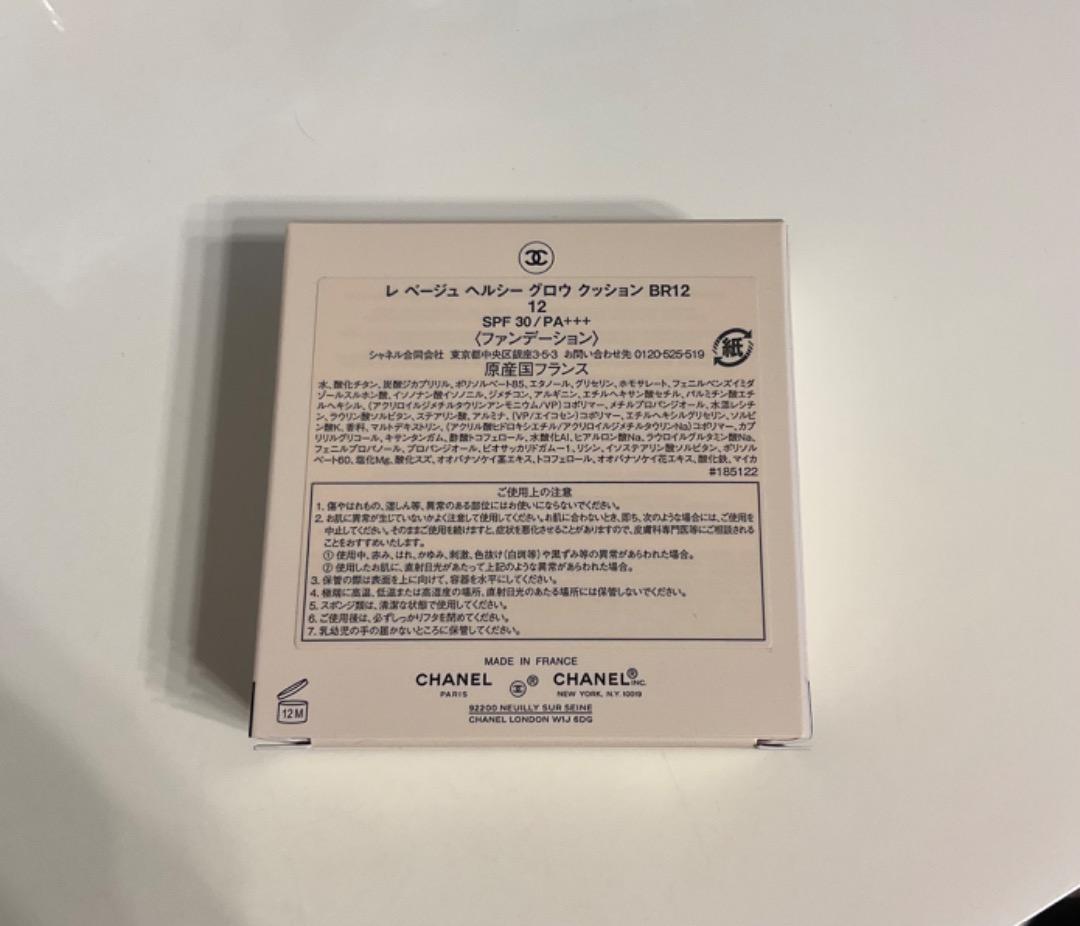 レ ベージュ ヘルシー グロウ クッション BR12
12
SPF 30/PA+++
〈ファンデーション〉
シャネル合同会社 東京都中央区銀座3-5-3 お問い合わせ先 0120-525-519
紙
原産国フランス
水、酸化チタン、炭酸ジカプリリル、ポリソルベート85、エタノール、グリセリン、ホモサレート、フェニルベンズイミダ
ゾールスルホン酸、イソノナン酸イソノニル、ジメチコン、アルギニン、エチルヘキサン酸セチル、パルミチン酸エチ
ルヘキシル、(アクリロイルジメチルタウリンアンモニウム/VP)コポリマー、メチルプロパンジオール、水添レシチ
ン、ラウリン酸ソルビタン、ステアリン酸、アルミナ、(VP/エイコセン)コポリマー、エチルヘキシルグリセリン、ソルビ
ン酸K、香料、マルトデキストリン、(アクリル酸ヒドロキシエチル/アクリロイルジメチルタウリンNa)コポリマー、カプ
リリルグリコール、キサンタンガム、酢酸トコフェロール、水酸化Al、ヒアルロン酸Na、ラウロイルグルタミン酸Na、
フェニルプロパノール、プロパンジオール、ビオサッカリドガム-1、リシン、イソステアリン酸ソルビタン、ポリソル
ベート60、塩化Mg、酸化スズ、オオバナソケイ茎エキス、トコフェロール、オオバナソケイ花エキス、酸化鉄、マイカ
#185122
ご使用上の注意
1. 傷やはれもの、湿しん等、異常のある部位にはお使いにならないでください。
2. お肌に異常が生じていないかよく注意して使用してください。お肌に合わないとき、即ち、次のような場合には、ご使用を
中止してください。そのままご使用を続けますと、症状を悪化させることがありますので、皮膚科専門医等にご相談される
ことをおすすめいたします。
① 使用中、赤み、はれ、かゆみ、刺激、色抜け(白斑等)や黒ずみ等の異常があらわれた場合。
② 使用したお肌に、直射日光があたって上記のような異常があらわれた場合。
3. 保管の際は表面を上に向けて、容器を水平にしてください。
4. 極端に高温、低温または高湿度の場所、直射日光のあたる場所には保管しないでください。
5. スポンジ類は、清潔な状態で使用してください。
6. ご使用後は、必ずしっかりフタを閉めてください。
7. 乳幼児の手の届かないところに保管してください。
MADE IN FRANCE
CHANEL ® CHANEL® INC.
PARIS NEW YORK, N.Y. 10019
92200 NEUILLY SUR SEINE
CHANEL LONDON W1J 6DG
12 M